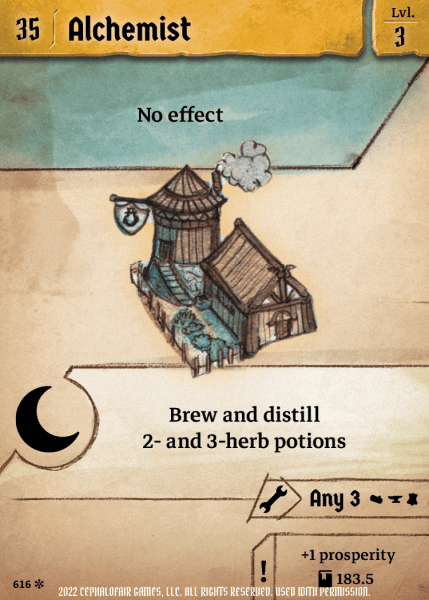 35 Alchemist
Lvl.
3
No effect
Brew and distill
2- and 3-herb potions
Any 3
+1 prosperity
! 183.5
616
2022 CEPHALOFAIR GAMES, LLC. ALL RIGHTS RESERVED. USED WITH PERMISSION.